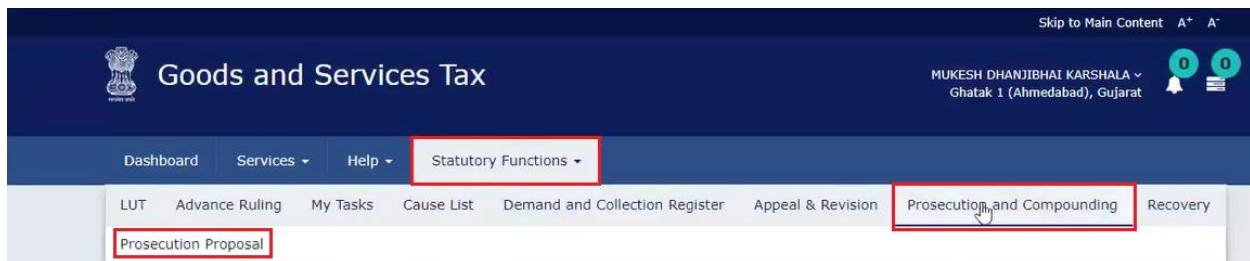 Skip to Main Content A+ A-
Goods and Services Tax
MUKESH DHANJIBHAI KARSHALA
Ghatak 1 (Ahmedabad), Gujarat
0 0
Dashboard Services Help Statutory Functions
LUT Advance Ruling My Tasks Cause List Demand and Collection Register Appeal & Revision Prosecution and Compounding Recovery
Prosecution Proposal